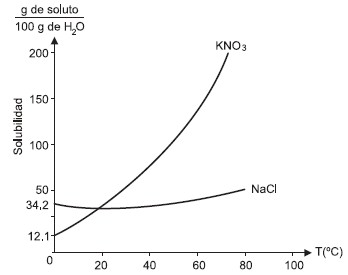 g de soluto
100 g de H₂O
KNO₃
200
150
100
50
34,2
12,1
Solubilidad
NaCl
0
20
40
60
80
100
T(ºC)